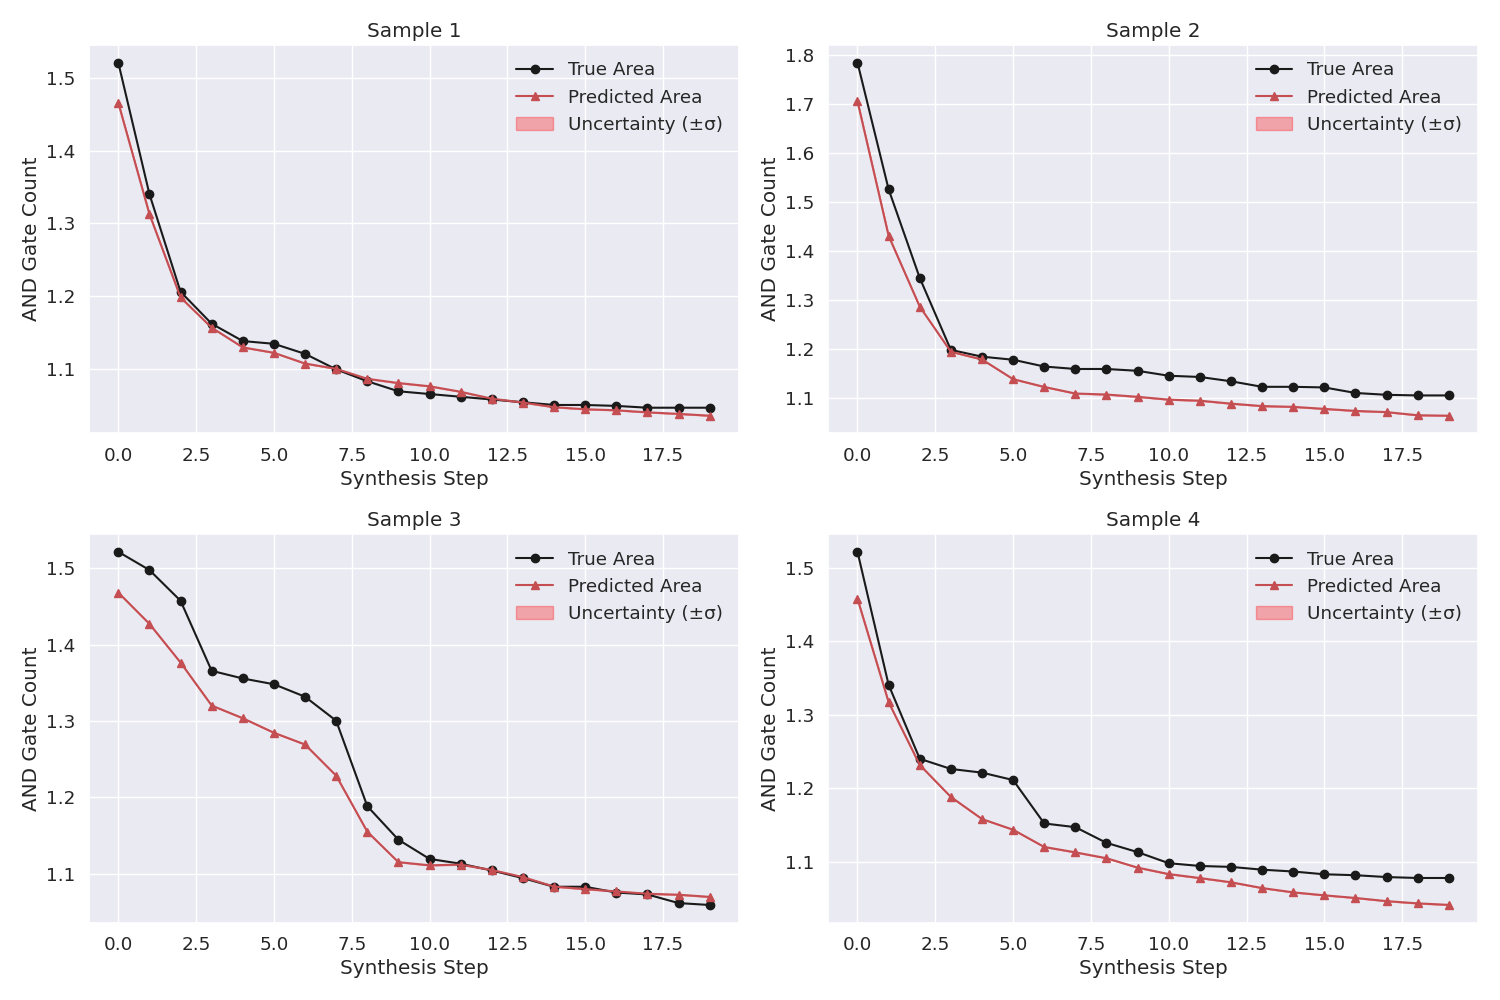 Sample 1
AND Gate Count
1.5
1.4
1.3
1.2
1.1
True Area
Predicted Area
Uncertainty (±σ)
0.0 2.5 5.0 7.5 10.0 12.5 15.0 17.5
Synthesis Step
Sample 2
AND Gate Count
1.8
1.7
1.6
1.5
1.4
1.3
1.2
1.1
True Area
Predicted Area
Uncertainty (±σ)
0.0 2.5 5.0 7.5 10.0 12.5 15.0 17.5
Synthesis Step
Sample 3
AND Gate Count
1.5
1.4
1.3
1.2
1.1
True Area
Predicted Area
Uncertainty (±σ)
0.0 2.5 5.0 7.5 10.0 12.5 15.0 17.5
Synthesis Step
Sample 4
AND Gate Count
1.5
1.4
1.3
1.2
1.1
True Area
Predicted Area
Uncertainty (±σ)
0.0 2.5 5.0 7.5 10.0 12.5 15.0 17.5
Synthesis Step